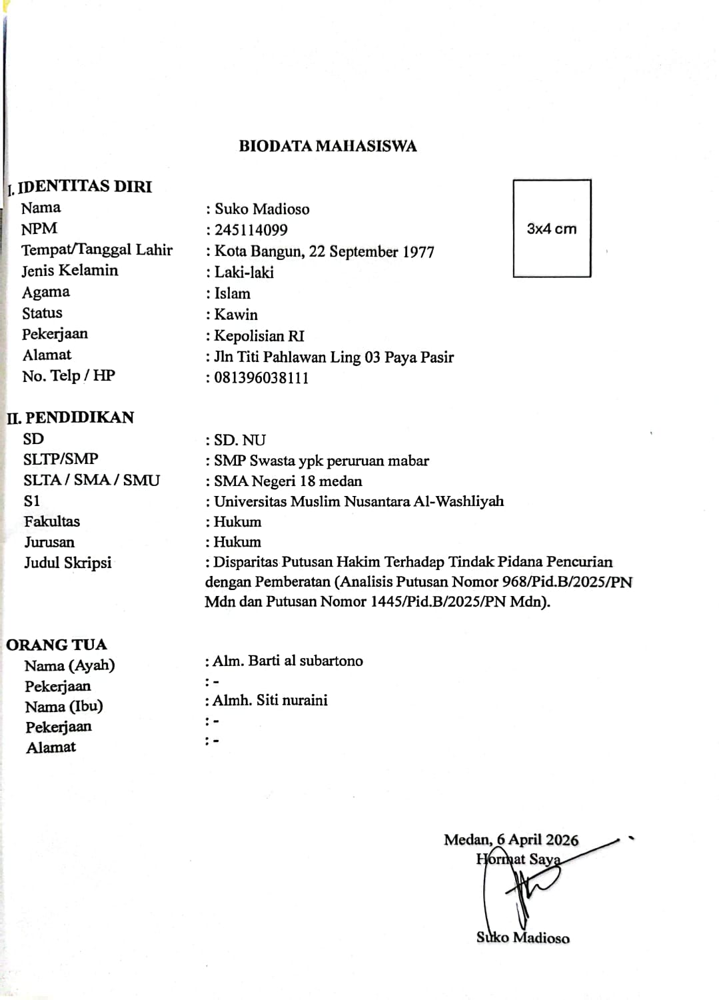 BIODATA MAHASISWA
I. IDENTITAS DIRI
Nama : Suko Madioso
NPM : 245114099
3x4 cm
Tempat/Tanggal Lahir : Kota Bangun, 22 September 1977
Jenis Kelamin : Laki-laki
Agama : Islam
Status : Kawin
Pekerjaan : Kepolisian RI
Alamat : Jln Titi Pahlawan Ling 03 Paya Pasir
No. Telp / HP : 081396038111
II. PENDIDIKAN
SD : SD. NU
SLTP/SMP : SMP Swasta ypk peruruan mabar
SLTA / SMA / SMU : SMA Negeri 18 medan
S1 : Universitas Muslim Nusantara Al-Washliyah
Fakultas : Hukum
Jurusan : Hukum
Judul Skripsi : Disparitas Putusan Hakim Terhadap Tindak Pidana Pencurian
dengan Pemberatan (Analisis Putusan Nomor 968/Pid.B/2025/PN
Mdn dan Putusan Nomor 1445/Pid.B/2025/PN Mdn).
ORANG TUA
Nama (Ayah) : Alm. Barti al subartono
Pekerjaan : -
Nama (Ibu) : Almh. Siti nuraini
Pekerjaan : -
Alamat : -
Medan, 6 April 2026
Hormat Saya
Suko Madioso